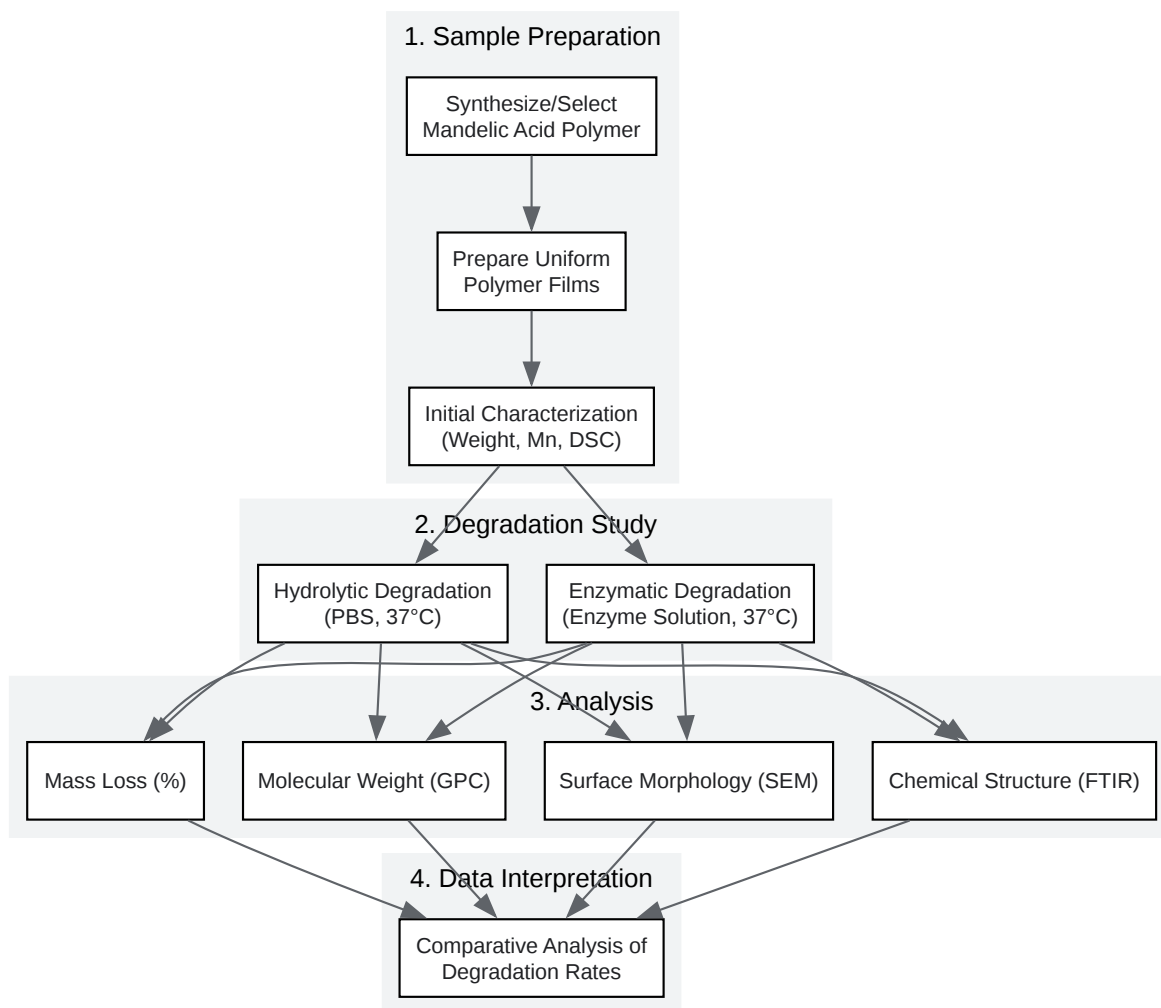 1. Sample Preparation
Synthesize/Select
Mandelic Acid Polymer
Prepare Uniform
Polymer Films
Initial Characterization
(Weight, Mn, DSC)
2. Degradation Study
Hydrolytic Degradation
(PBS, 37°C)
Enzymatic Degradation
(Enzyme Solution, 37°C)
3. Analysis
Mass Loss (%)
Molecular Weight (GPC)
Surface Morphology (SEM)
Chemical Structure (FTIR)
4. Data Interpretation
Comparative Analysis of
Degradation Rates